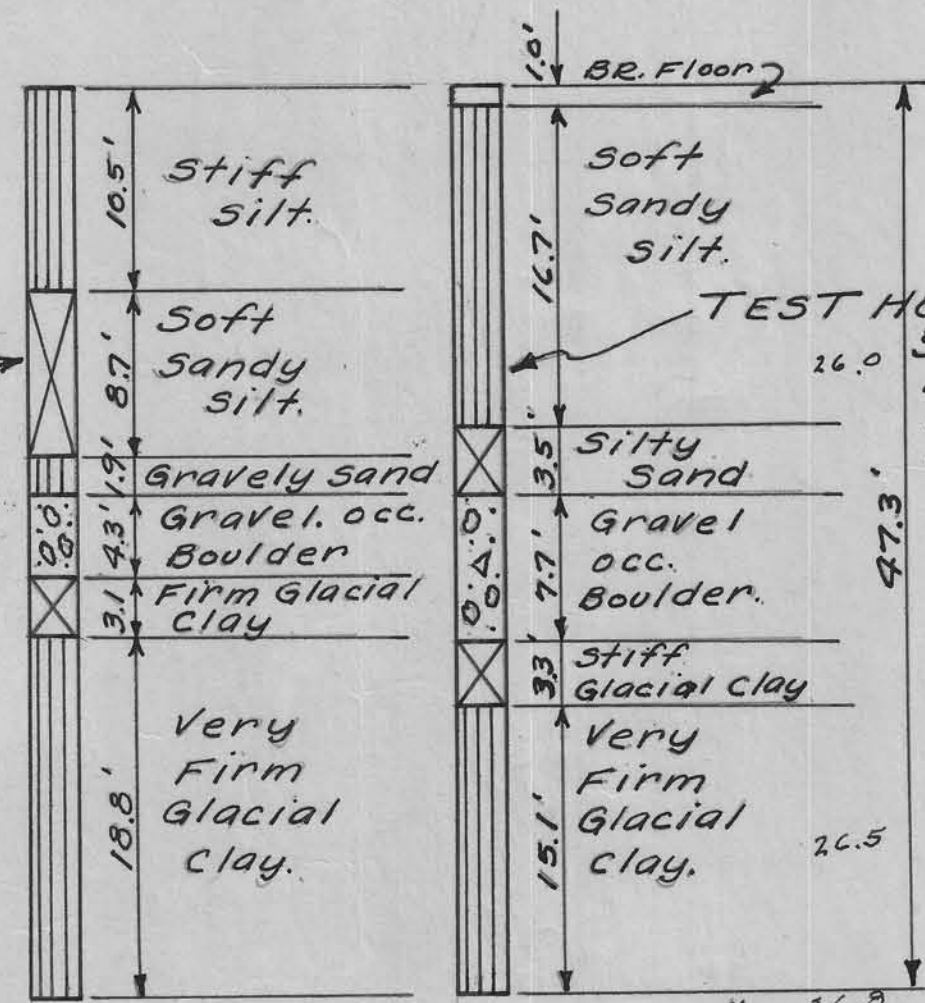 10.5'
Stiff
Silt.
8.7'
Soft
Sandy
Silt.
1.9'
Gravely Sand
4.3'
Gravel. occ.
Boulder
3.1
Firm Glacial
Clay
18.8'
Very
Firm
Glacial
Clay.
1.0'
BR. Floor
16.7'
Soft
Sandy
Silt.
TEST HO
26.0
3.5'
Silty
Sand
7.7'
Gravel
occ.
Boulder.
3.3'
Stiff
Glacial Clay
15.1'
Very
Firm
Glacial
Clay.
26.5
47.3'